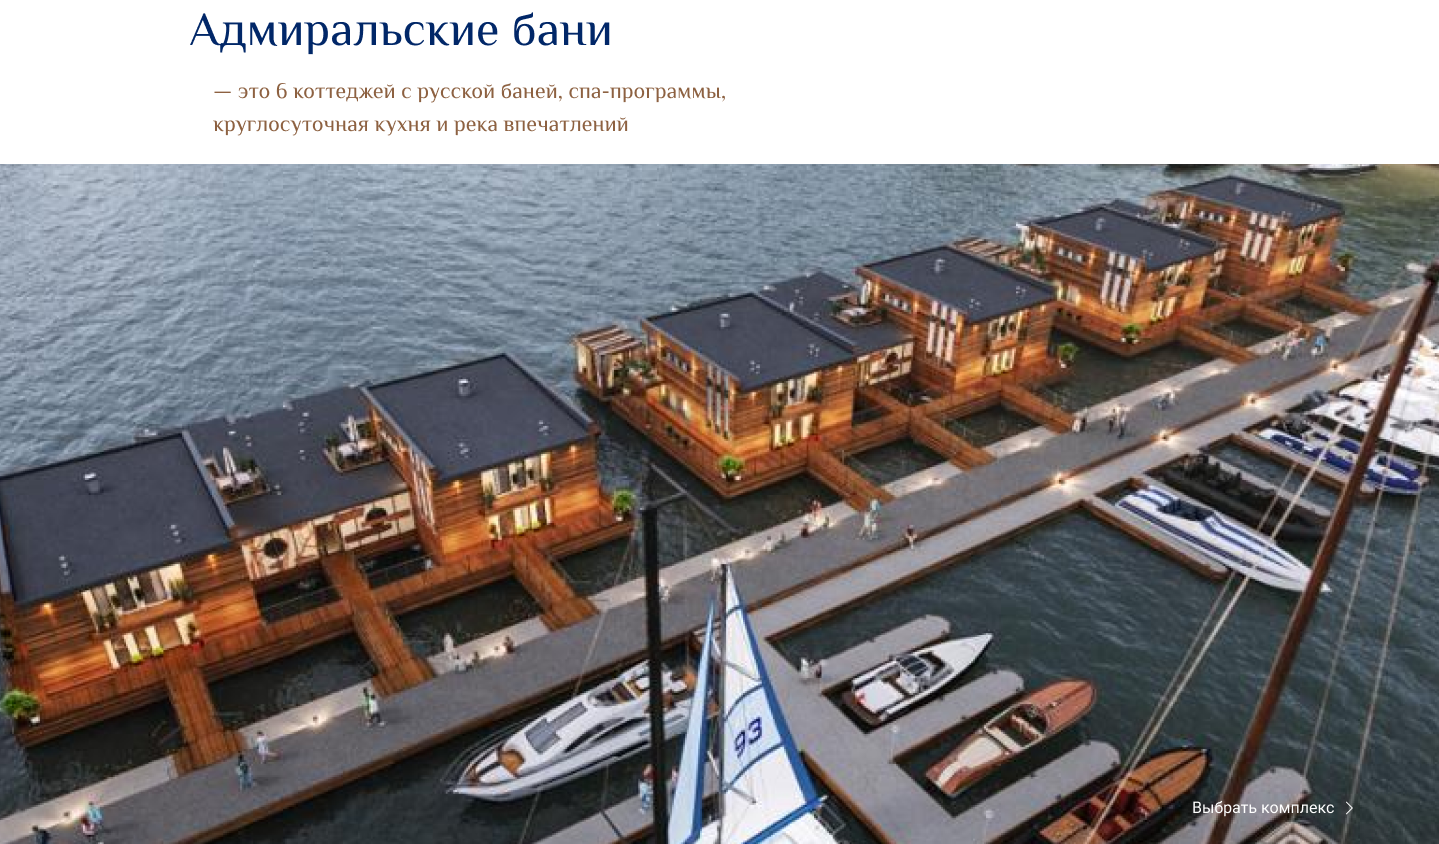 Адмиральские бани
— это 6 коттеджей с русской баней, спа-программы,
круглосуточная кухня и река впечатлений
93
Выбрать комплекс